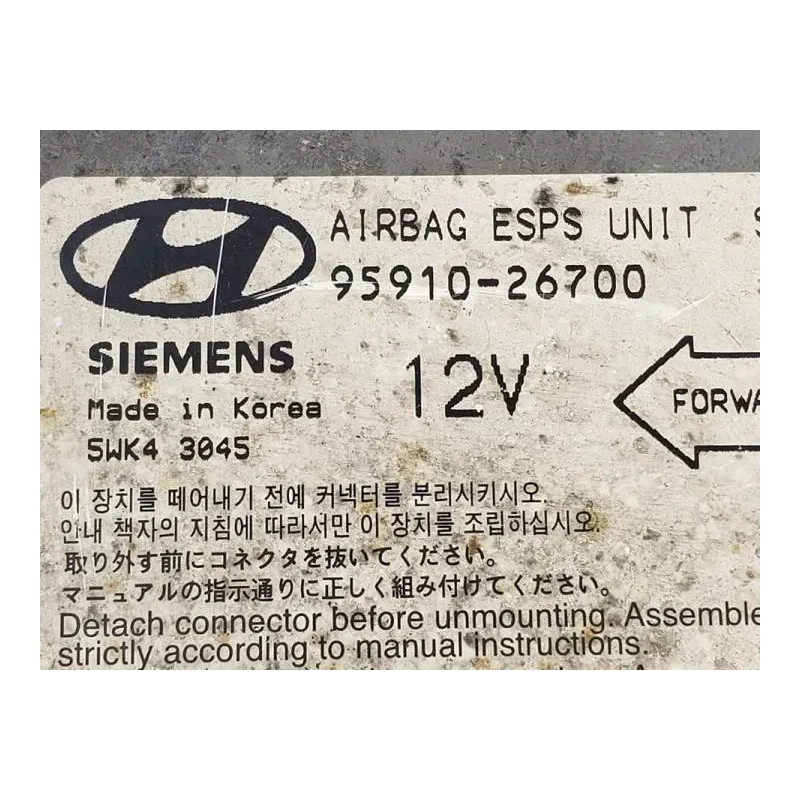 AIRBAG ESPS UNIT
95910-26700
SIEMENS
12V
Made in Korea
FORWA
5WK4 3045
이 장치를 떼어내기 전에 커넥터를 분리시키시오.
안내 책자의 지침에 따라서만 이 장치를 조립하십시오.
取り外す前にコネクタを抜いてください。
マニュアルの指示通りに正しく組み付けてください。
Detach connector before unmounting. Assemble
strictly according to manual instructions.